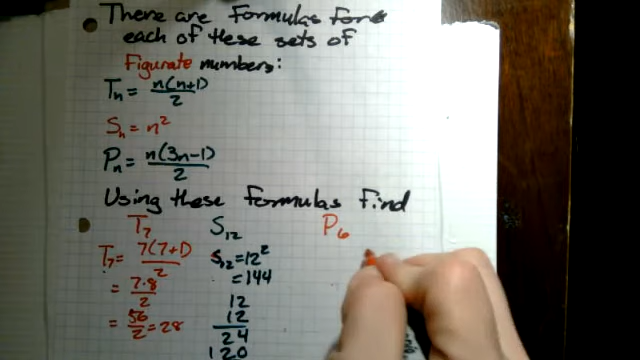 There are formulas for
each of these sets of
Figurate numbers:
Tn = n(n+1)/2
Sn = n²
Pn = n(3n-1)/2
Using these formulas find
T7 S12 P6
T7 = 7(7+1)/2
= 7·8/2
= 56/2 = 28
S12 = 12²
= 144
12
12
24
120